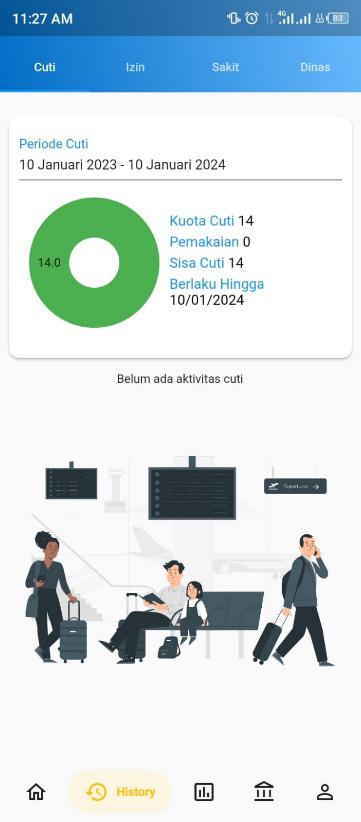 11:27 AM
4G
83
Cuti
Izin
Sakit
Dinas
Periode Cuti
10 Januari 2023 - 10 Januari 2024
14.0
Kuota Cuti 14
Pemakaian 0
Sisa Cuti 14
Berlaku Hingga
10/01/2024
Belum ada aktivitas cuti
History